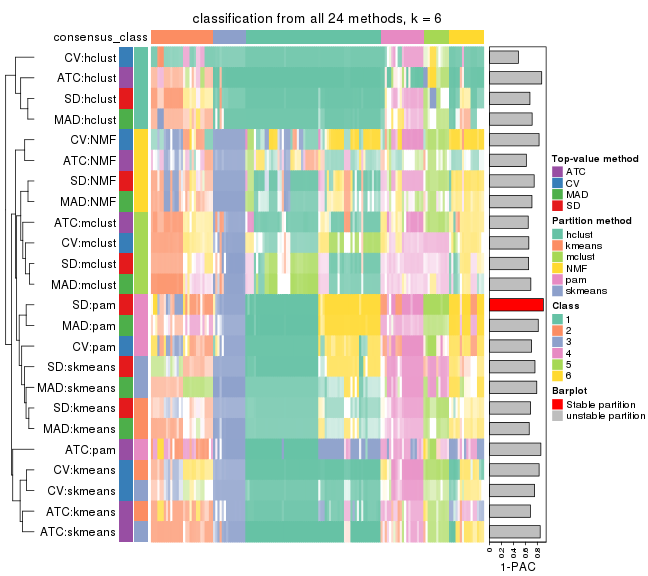 classification from all 24 methods, k = 6
consensus_class
CV:hclust
ATC:hclust
SD:hclust
MAD:hclust
CV:NMF
ATC:NMF
SD:NMF
MAD:NMF
ATC:mclust
CV:mclust
SD:mclust
MAD:mclust
SD:pam
MAD:pam
CV:pam
SD:skmeans
MAD:skmeans
SD:kmeans
MAD:kmeans
ATC:pam
CV:kmeans
CV:skmeans
ATC:kmeans
ATC:skmeans
0
0.2
0.4
0.6
0.8
1-PAC
Top-value method
ATC
CV
MAD
SD
Partition method
hclust
kmeans
mclust
NMF
pam
skmeans
Class
1
2
3
4
5
6
Barplot
Stable partition
unstable partition